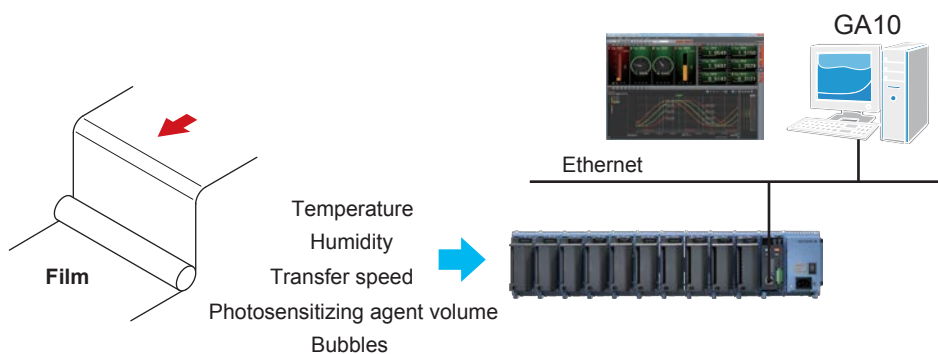 GA10
Ethernet
Temperature
Humidity
Transfer speed
Photosensitizing agent volume
Bubbles
Film